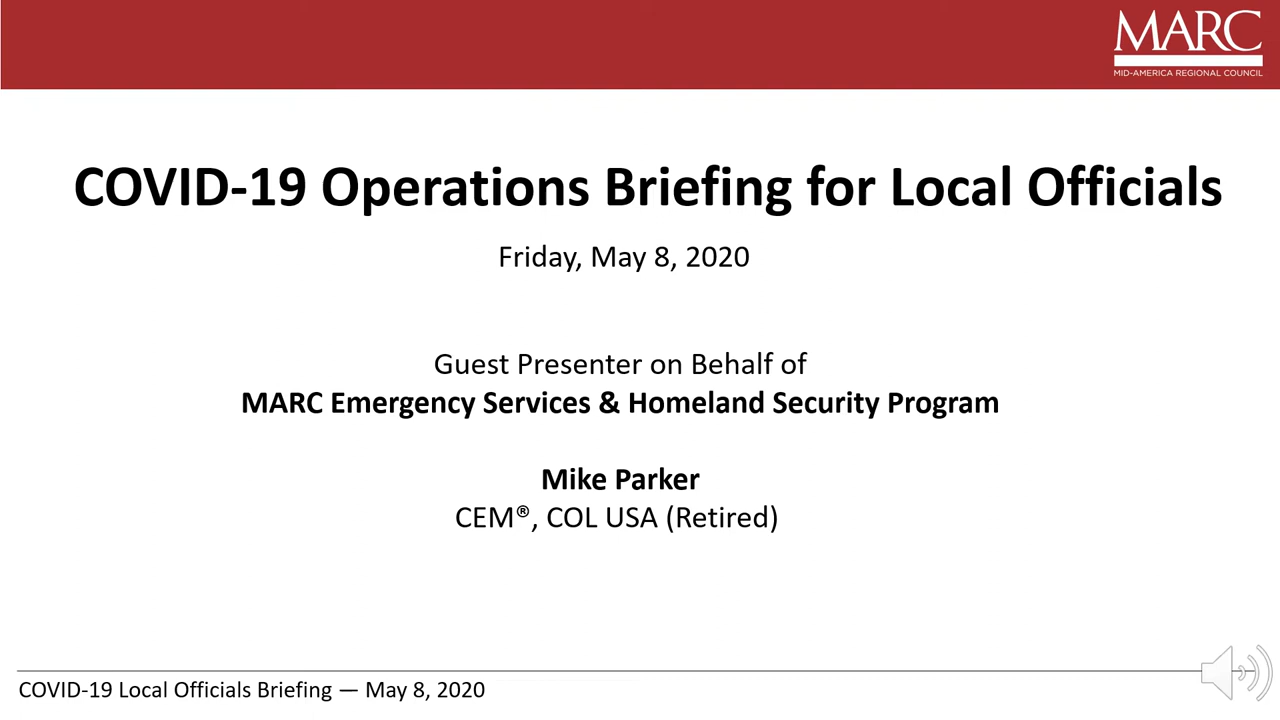 MARC
MID-AMERICA REGIONAL COUNCIL
COVID-19 Operations Briefing for Local Officials
Friday, May 8, 2020
Guest Presenter on Behalf of
MARC Emergency Services & Homeland Security Program
Mike Parker
CEM®, COL USA (Retired)
COVID-19 Local Officials Briefing — May 8, 2020